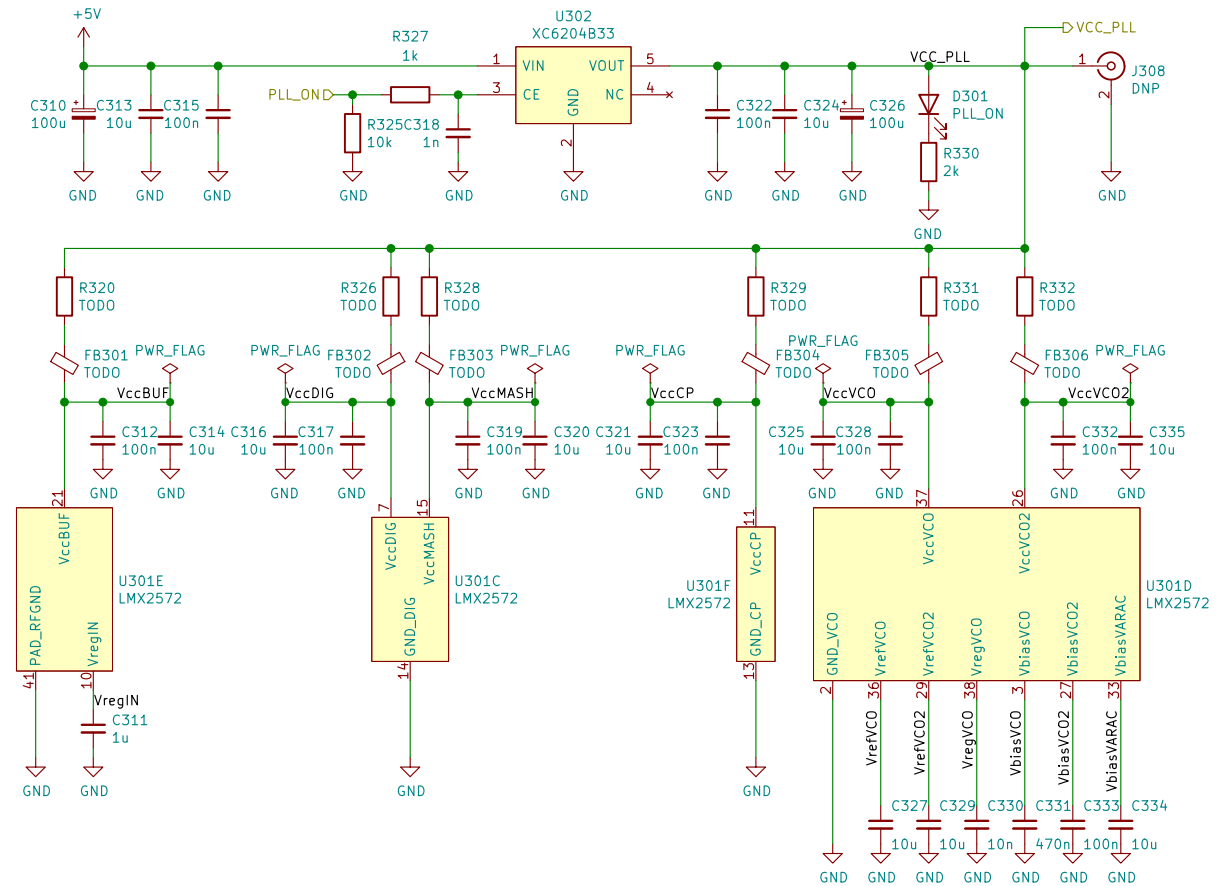 +5V
U302
XC6204B33
R327
1k
VCC_PLL
VCC_PLL
1
VIN
VOUT
5
1
J308
DNP
PLL_ON
3
CE
GND
NC
4
2
C310
100u
C313
10u
C315
100n
R325
10k
C318
1n
2
C322
100n
C324
10u
C326
100u
D301
PLL_ON
R330
2k
GND
GND
GND
GND
GND
GND
GND
GND
GND
GND
GND
R320
TODO
R326
TODO
R328
TODO
R329
TODO
R331
TODO
R332
TODO
FB301
TODO
PWR_FLAG
PWR_FLAG
FB302
TODO
FB303
TODO
PWR_FLAG
PWR_FLAG
FB304
TODO
PWR_FLAG
FB305
TODO
FB306
TODO
PWR_FLAG
VccBUF
VccDIG
VccMASH
VccCP
VccVCO
VccVCO2
C312
100n
C314
10u
C316
10u
C317
100n
C319
100n
C320
10u
C321
10u
C323
100n
C325
10u
C328
100n
C332
100n
C335
10u
GND
GND
GND
GND
GND
GND
GND
GND
GND
GND
GND
GND
21
7
15
11
37
26
VccBUF
VccDIG
VccMASH
VccCP
VccVCO
VccVCO2
U301E
LMX2572
U301C
LMX2572
U301F
LMX2572
U301D
LMX2572
PAD_RFGND
VregIN
GND_DIG
GND_CP
GND_VCO
VrefVCO
VrefVCO2
VregVCO
VbiasVCO
VbiasVCO2
VbiasVARAC
41
10
14
13
2
36
29
38
3
27
33
VregIN
C311
1u
VrefVCO
VrefVCO2
VregVCO
VbiasVCO
VbiasVCO2
VbiasVARAC
GND
GND
GND
GND
C327
10u
C329
10u
C330
10n
C331
470n
C333
100n
C334
10u
GND
GND
GND
GND
GND
GND
GND